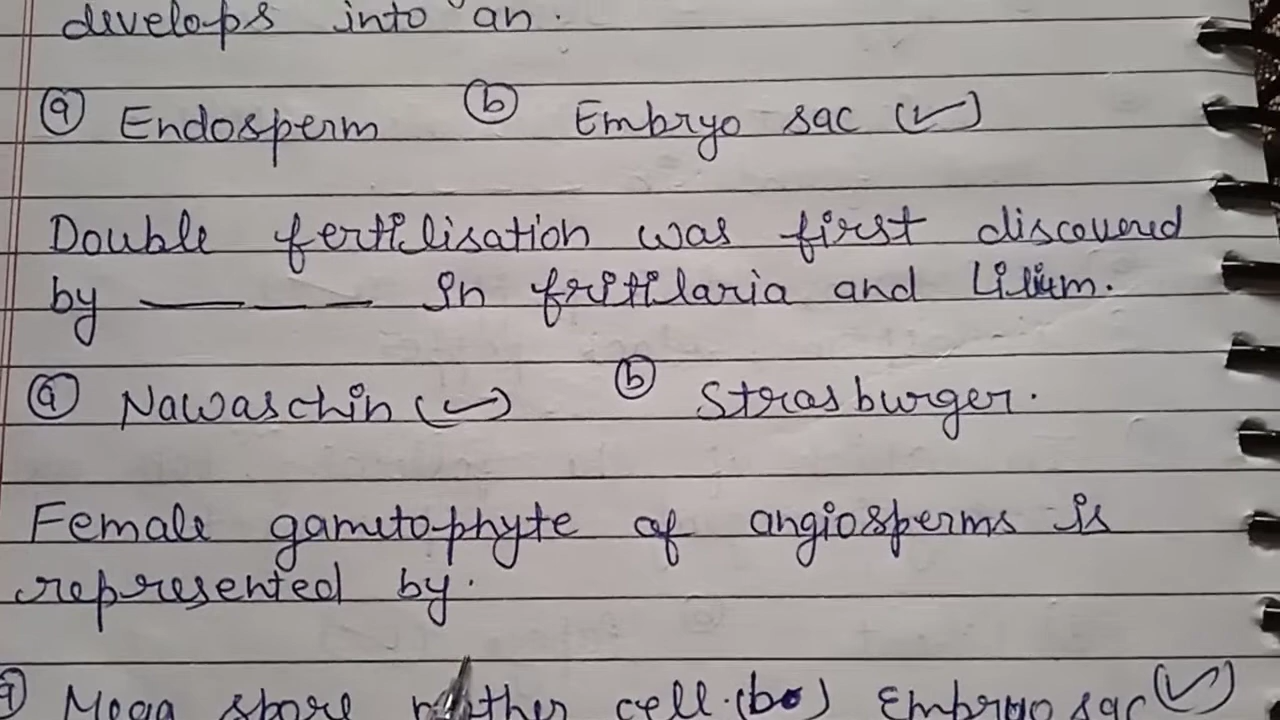 develops into an.
(a) Endosperm (b) Embryo sac (✓)
Double fertilisation was first discovered
by ——— in fritilaria and Lilium.
(a) Nawaschin (✓) (b) Strasburger.
Female gametophyte of angiosperms is
represented by.
(a) Mega spore mother cell. (b) Embryo sac (✓)